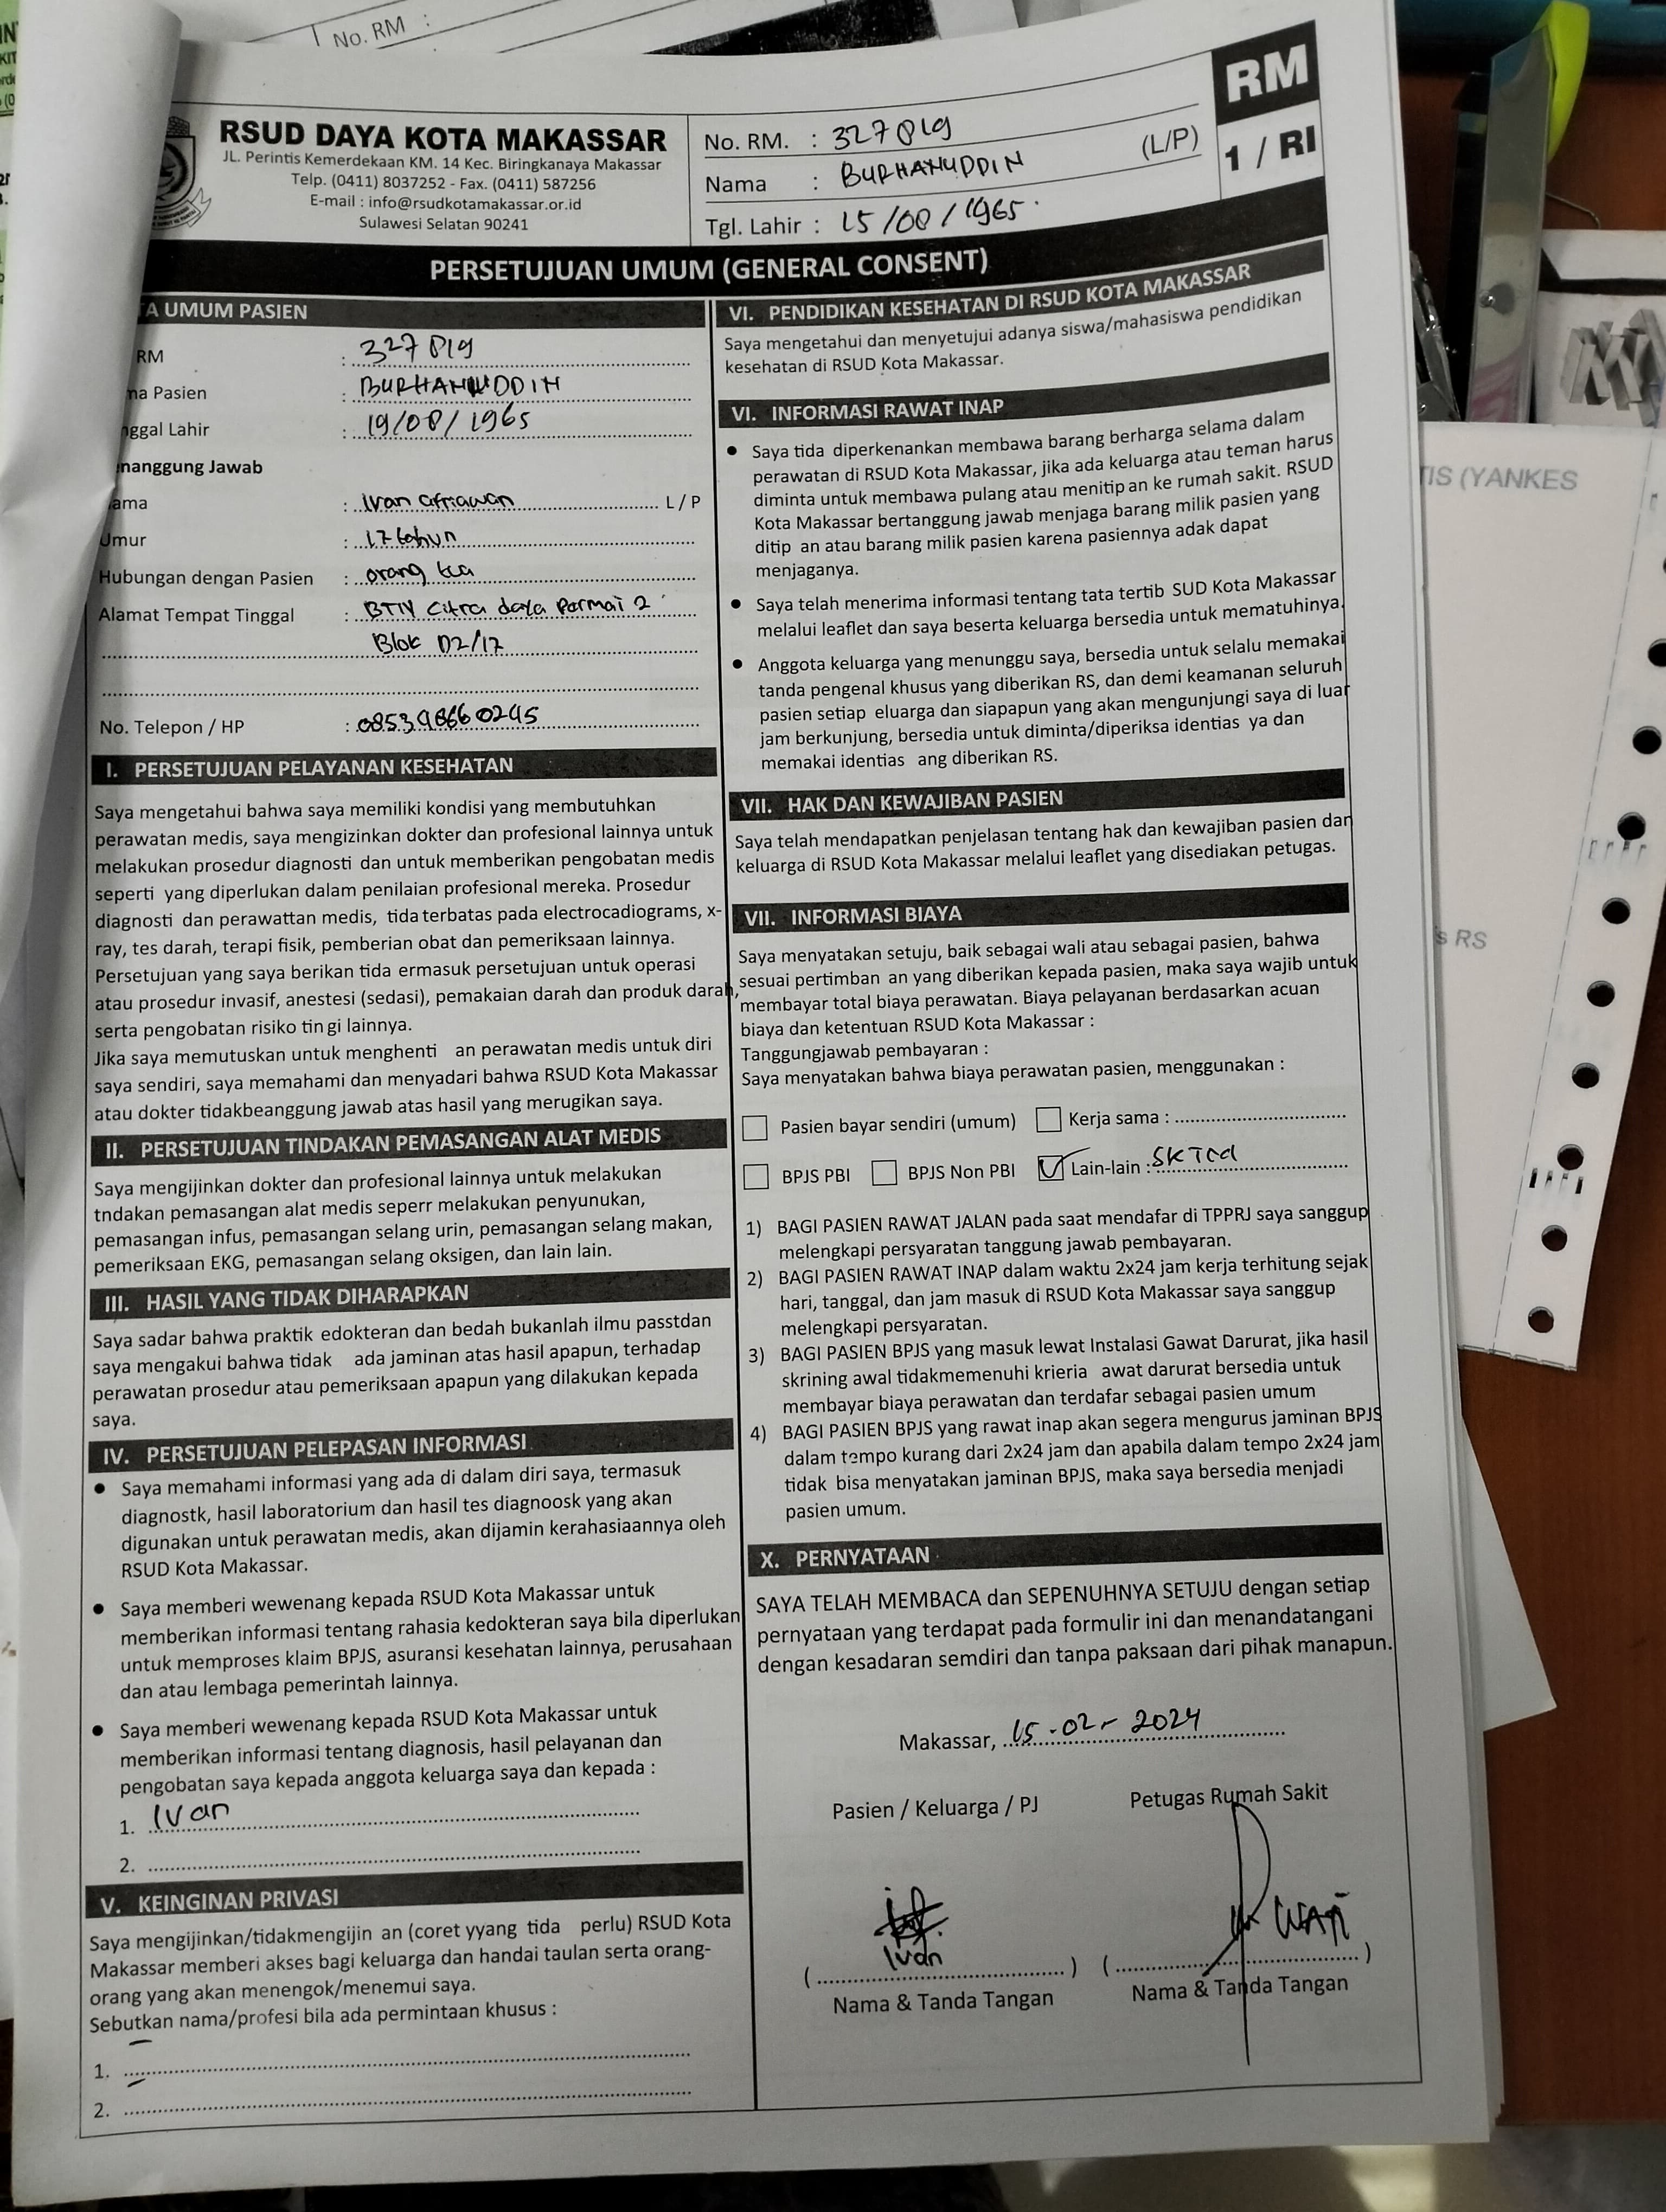 No. RM :
RM
1 / RI
RSUD DAYA KOTA MAKASSAR
JL. Perintis Kemerdekaan KM. 14 Kec. Biringkanaya Makassar
Telp. (0411) 8037252 - Fax. (0411) 587256
E-mail : info@rsudkotamakassar.or.id
Sulawesi Selatan 90241
No. RM. : 327819
Nama : BURHANUDDIN (L/P)
Tgl. Lahir : 15/08/1965
PERSETUJUAN UMUM (GENERAL CONSENT)
A UMUM PASIEN
RM : 327819
na Pasien : BURHANUDDIN
nggal Lahir : 19/08/1965
nanggung Jawab
ama : Ivan afriawan L / P
Umur : 17 tahun
Hubungan dengan Pasien : orang tua
Alamat Tempat Tinggal : BTN Citra daya Permai 2
Blok D2/17
No. Telepon / HP :
I. PERSETUJUAN PELAYANAN KESEHATAN
Saya mengetahui bahwa saya memiliki kondisi yang membutuhkan
perawatan medis, saya mengizinkan dokter dan profesional lainnya untuk
melakukan prosedur diagnosti dan untuk memberikan pengobatan medis
seperti yang diperlukan dalam penilaian profesional mereka. Prosedur
diagnosti dan perawattan medis, tida terbatas pada electrocadiograms, x-
ray, tes darah, terapi fisik, pemberian obat dan pemeriksaan lainnya.
Persetujuan yang saya berikan tida ermasuk persetujuan untuk operasi
atau prosedur invasif, anestesi (sedasi), pemakaian darah dan produk darah,
serta pengobatan risiko tin gi lainnya.
Jika saya memutuskan untuk menghenti an perawatan medis untuk diri
saya sendiri, saya memahami dan menyadari bahwa RSUD Kota Makassar
atau dokter tidakbeanggung jawab atas hasil yang merugikan saya.
II. PERSETUJUAN TINDAKAN PEMASANGAN ALAT MEDIS
Saya mengijinkan dokter dan profesional lainnya untuk melakukan
tndakan pemasangan alat medis seperr melakukan penyunukan,
pemasangan infus, pemasangan selang urin, pemasangan selang makan,
pemeriksaan EKG, pemasangan selang oksigen, dan lain lain.
III. HASIL YANG TIDAK DIHARAPKAN
Saya sadar bahwa praktik edokteran dan bedah bukanlah ilmu passtdan
saya mengakui bahwa tidak ada jaminan atas hasil apapun, terhadap
perawatan prosedur atau pemeriksaan apapun yang dilakukan kepada
saya.
IV. PERSETUJUAN PELEPASAN INFORMASI
• Saya memahami informasi yang ada di dalam diri saya, termasuk
diagnostk, hasil laboratorium dan hasil tes diagnoosk yang akan
digunakan untuk perawatan medis, akan dijamin kerahasiaannya oleh
RSUD Kota Makassar.
• Saya memberi wewenang kepada RSUD Kota Makassar untuk
memberikan informasi tentang rahasia kedokteran saya bila diperlukan
untuk memproses klaim BPJS, asuransi kesehatan lainnya, perusahaan
dan atau lembaga pemerintah lainnya.
• Saya memberi wewenang kepada RSUD Kota Makassar untuk
memberikan informasi tentang diagnosis, hasil pelayanan dan
pengobatan saya kepada anggota keluarga saya dan kepada :
1. Ivan
2.
V. KEINGINAN PRIVASI
Saya mengijinkan/tidakmengijin an (coret yyang tida perlu) RSUD Kota
Makassar memberi akses bagi keluarga dan handai taulan serta orang-
orang yang akan menengok/menemui saya.
Sebutkan nama/profesi bila ada permintaan khusus :
1.
2.
VI. PENDIDIKAN KESEHATAN DI RSUD KOTA MAKASSAR
Saya mengetahui dan menyetujui adanya siswa/mahasiswa pendidikan
kesehatan di RSUD Kota Makassar.
VI. INFORMASI RAWAT INAP
• Saya tida diperkenankan membawa barang berharga selama dalam
perawatan di RSUD Kota Makassar, jika ada keluarga atau teman harus
diminta untuk membawa pulang atau menitip an ke rumah sakit. RSUD
Kota Makassar bertanggung jawab menjaga barang milik pasien yang
ditip an atau barang milik pasien karena pasiennya adak dapat
menjaganya.
• Saya telah menerima informasi tentang tata tertib SUD Kota Makassar
melalui leaflet dan saya beserta keluarga bersedia untuk mematuhinya.
• Anggota keluarga yang menunggu saya, bersedia untuk selalu memakai
tanda pengenal khusus yang diberikan RS, dan demi keamanan seluruh
pasien setiap eluarga dan siapapun yang akan mengunjungi saya di luar
jam berkunjung, bersedia untuk diminta/diperiksa identias ya dan
memakai identias ang diberikan RS.
VII. HAK DAN KEWAJIBAN PASIEN
Saya telah mendapatkan penjelasan tentang hak dan kewajiban pasien dan
keluarga di RSUD Kota Makassar melalui leaflet yang disediakan petugas.
VII. INFORMASI BIAYA
Saya menyatakan setuju, baik sebagai wali atau sebagai pasien, bahwa
sesuai pertimban an yang diberikan kepada pasien, maka saya wajib untuk
membayar total biaya perawatan. Biaya pelayanan berdasarkan acuan
biaya dan ketentuan RSUD Kota Makassar :
Tanggungjawab pembayaran :
Saya menyatakan bahwa biaya perawatan pasien, menggunakan :
Pasien bayar sendiri (umum) Kerja sama :
BPJS PBI BPJS Non PBI Lain-lain :
1) BAGI PASIEN RAWAT JALAN pada saat mendafar di TPPRJ saya sanggup
melengkapi persyaratan tanggung jawab pembayaran.
2) BAGI PASIEN RAWAT INAP dalam waktu 2x24 jam kerja terhitung sejak
hari, tanggal, dan jam masuk di RSUD Kota Makassar saya sanggup
melengkapi persyaratan.
3) BAGI PASIEN BPJS yang masuk lewat Instalasi Gawat Darurat, jika hasil
skrining awal tidakmemenuhi krieria awat darurat bersedia untuk
membayar biaya perawatan dan terdafar sebagai pasien umum
4) BAGI PASIEN BPJS yang rawat inap akan segera mengurus jaminan BPJS
dalam tempo kurang dari 2x24 jam dan apabila dalam tempo 2x24 jam
tidak bisa menyatakan jaminan BPJS, maka saya bersedia menjadi
pasien umum.
X. PERNYATAAN
SAYA TELAH MEMBACA dan SEPENUHNYA SETUJU dengan setiap
pernyataan yang terdapat pada formulir ini dan menandatangani
dengan kesadaran semdiri dan tanpa paksaan dari pihak manapun.
Makassar, 15-02-2024
Pasien / Keluarga / PJ Petugas Rumah Sakit
Ivan
Nama & Tanda Tangan Nama & Tanda Tangan
IS (YANKES
s RS